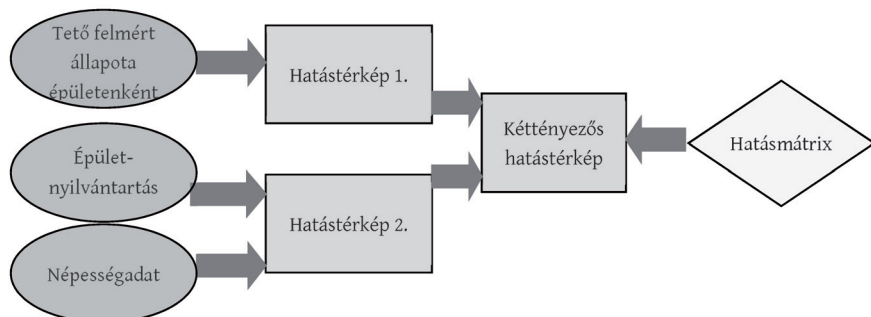 Tető felmért
állapota
épületenként
Hatástérkép 1.
Kéttényezős
hatástérkép
Hatásmátrix
Épület-
nyilvántartás
Hatástérkép 2.
Népességadat